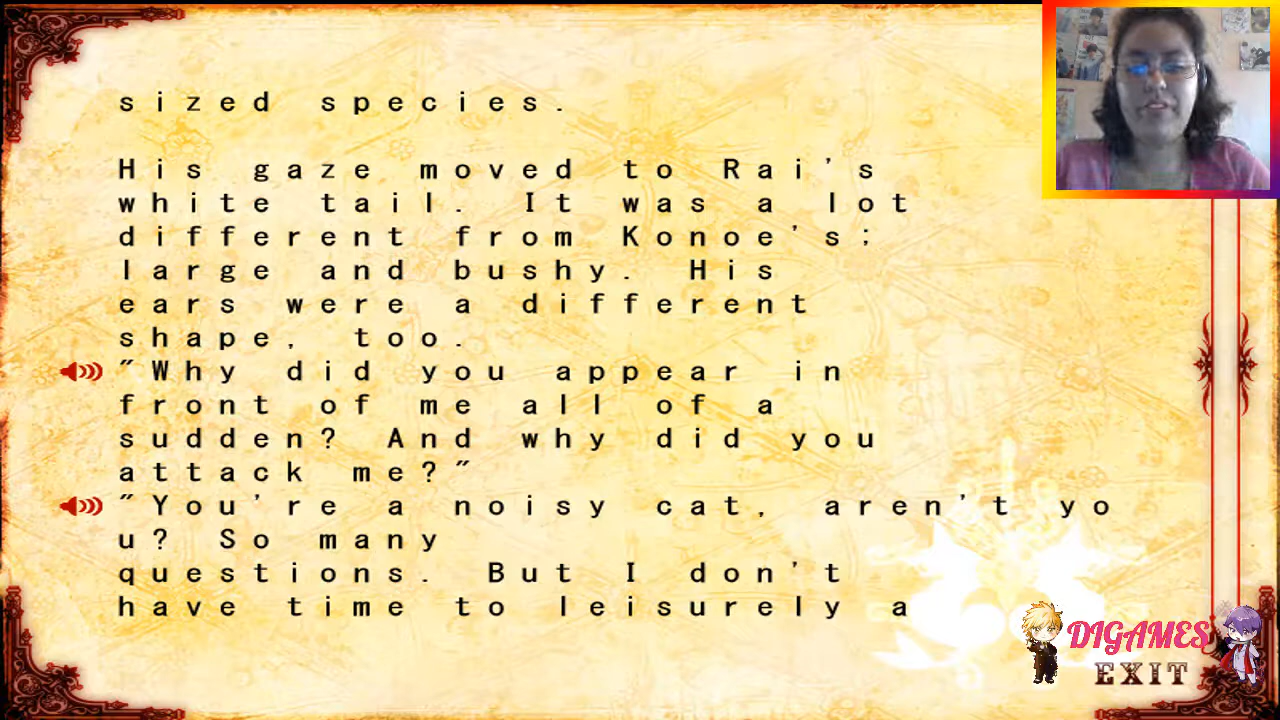 sized species.
His gaze moved to Rai's
white tail. It was a lot
different from Konoe's;
large and bushy. His
ears were a different
shape, too.
"Why did you appear in
front of me all of a
sudden? And why did you
attack me?"
"You're a noisy cat, aren't yo
u? So many
questions. But I don't
have time to leisurely a
DIGAMES
EXIT